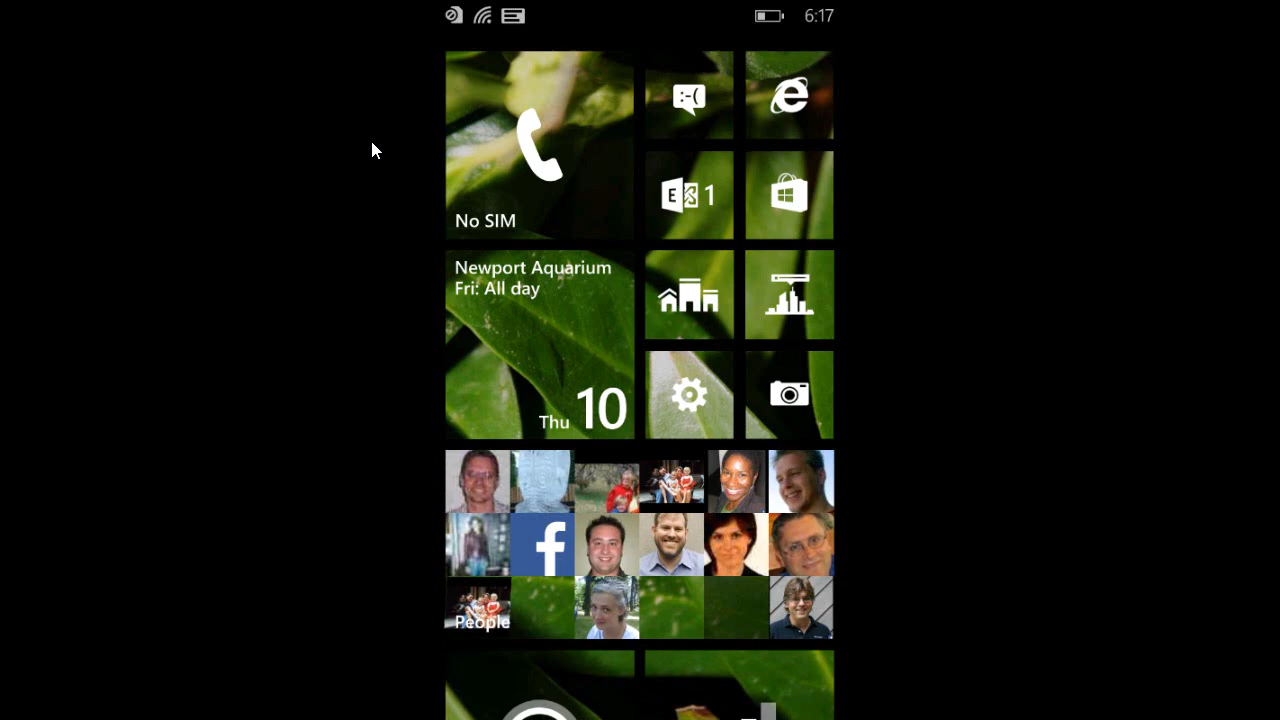 6:17
:-(
No SIM
E 1
Newport Aquarium
Fri: All day
Thu 10
f
People